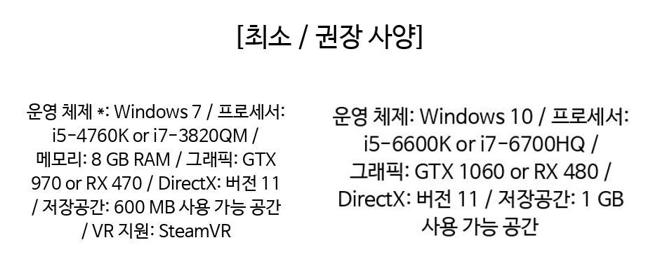 [최소 / 권장 사양]
운영 체제 *: Windows 7 / 프로세서:
i5-4760K or i7-3820QM /
메모리: 8 GB RAM / 그래픽: GTX
970 or RX 470 / DirectX: 버전 11
/ 저장공간: 600 MB 사용 가능 공간
/ VR 지원: SteamVR
운영 체제: Windows 10 / 프로세서:
i5-6600K or i7-6700HQ /
그래픽: GTX 1060 or RX 480 /
DirectX: 버전 11 / 저장공간: 1 GB
사용 가능 공간